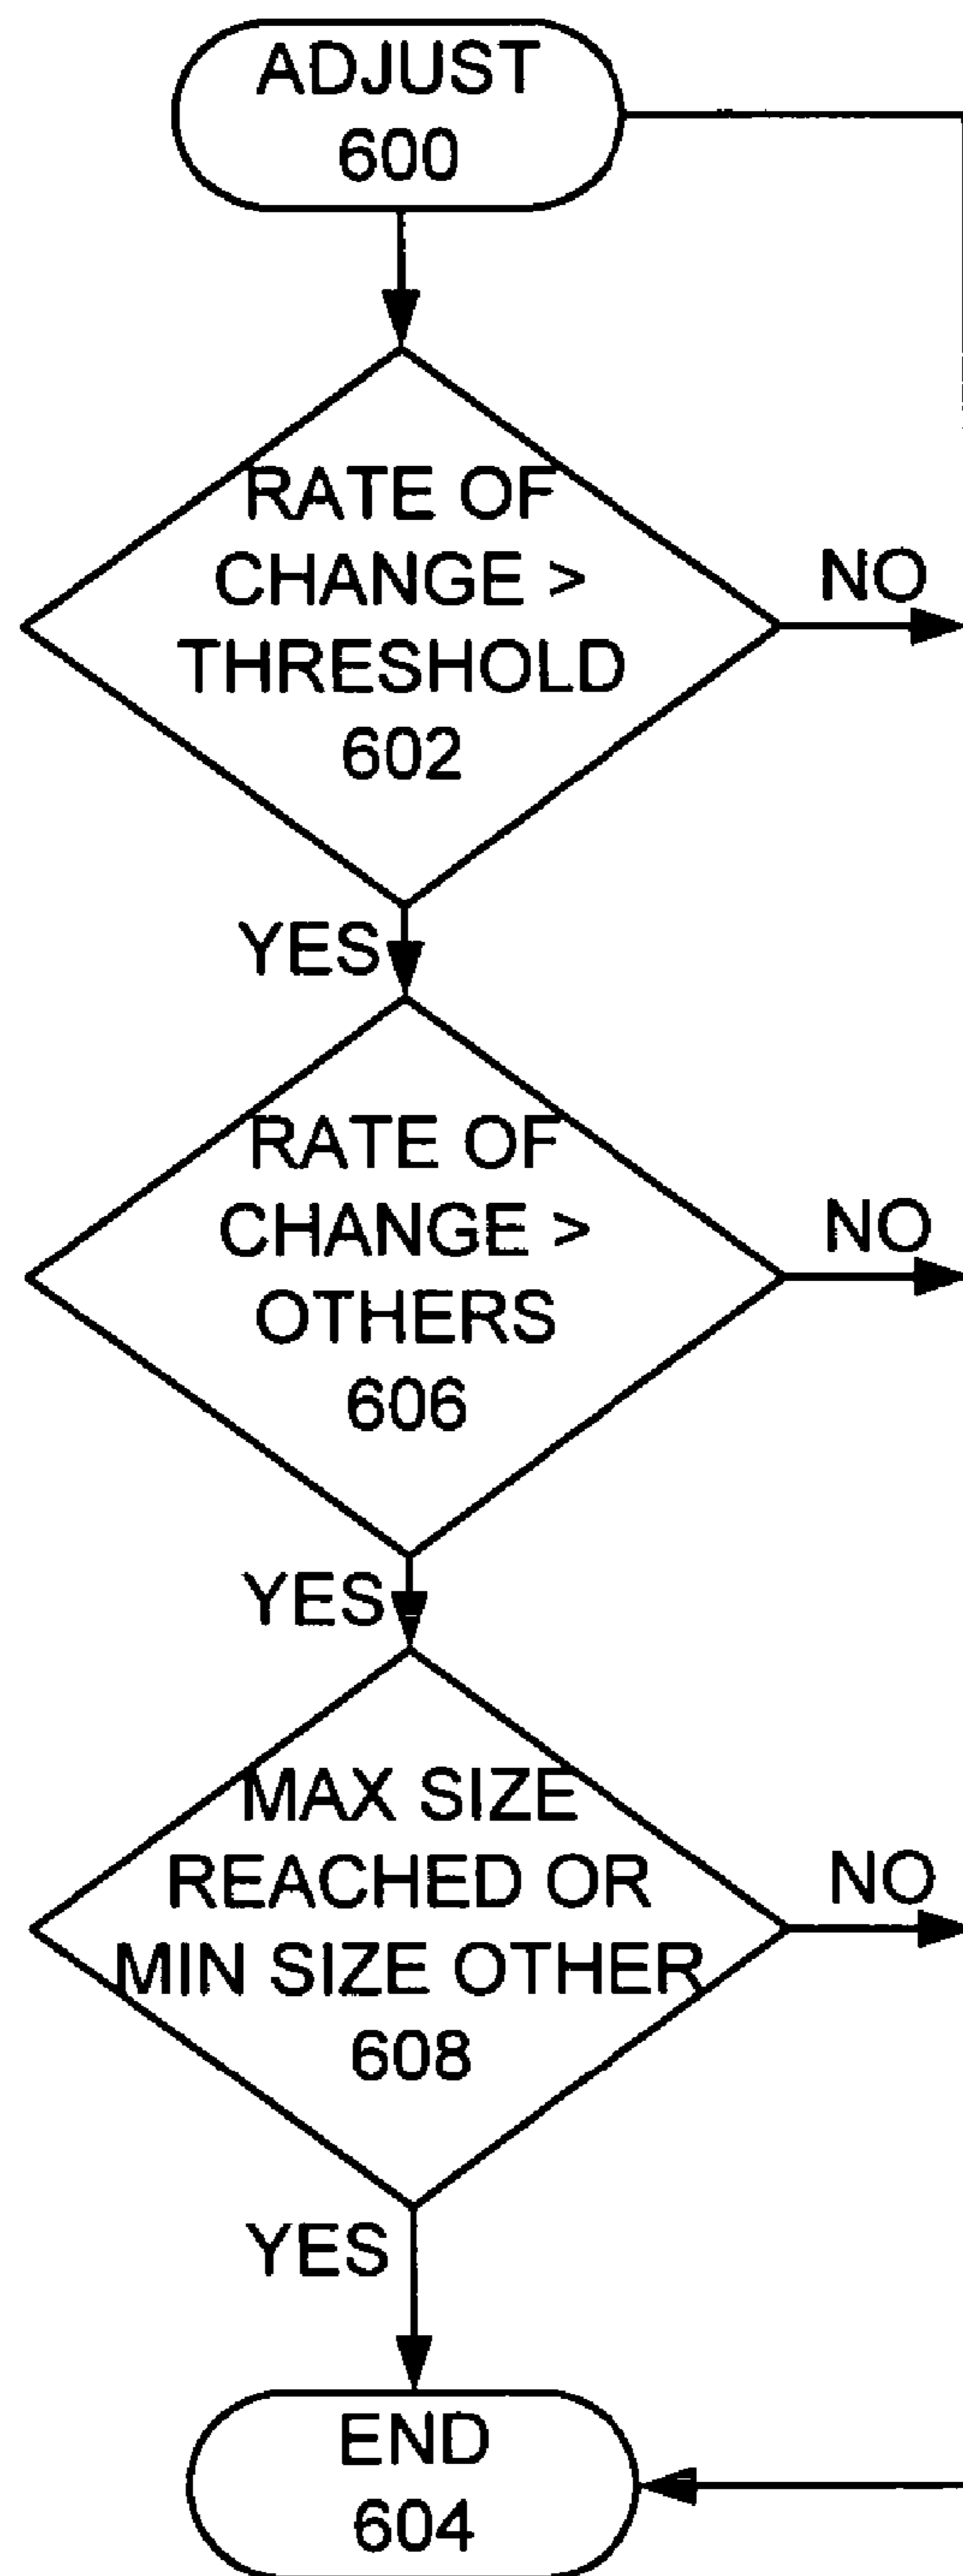 ADJUST
600
RATE OF
CHANGE >
THRESHOLD
602
NO
YES
RATE OF
CHANGE >
OTHERS
606
NO
YES
MAX SIZE
REACHED OR
MIN SIZE OTHER
608
NO
YES
END
604